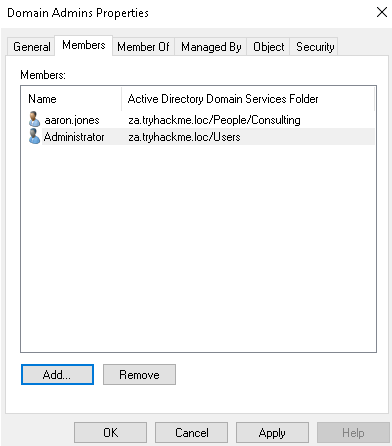 Domain Admins Properties
General Members Member Of Managed By Object Security
Members:
Name Active Directory Domain Services Folder
aaron.jones za.tryhackme.loc/People/Consulting
Administrator za.tryhackme.loc/Users
Add... Remove
OK Cancel Apply Help